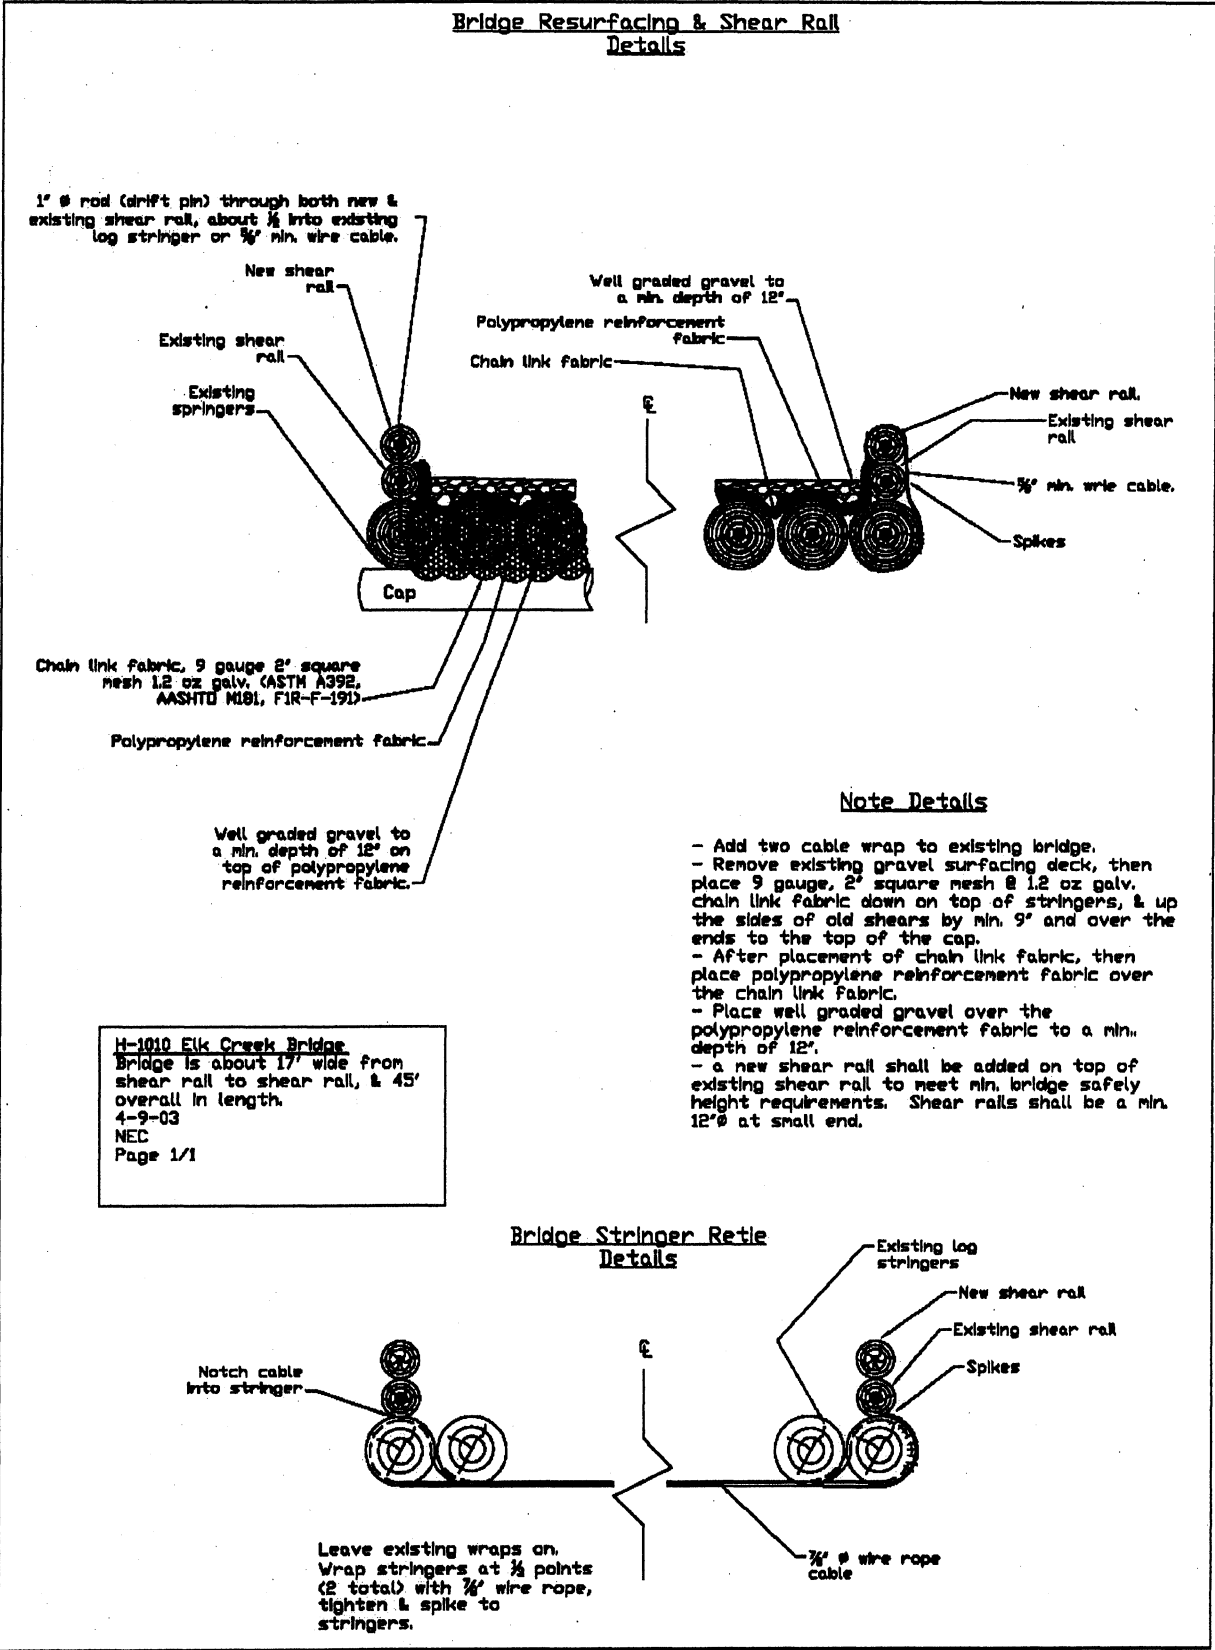 Bridge Resurfacing & Shear Rail
Details
1" ø rod (drift pin) through both new &
existing shear rail, about ½ into existing
log stringer or ⅝" min. wire cable.
New shear
rail
Existing shear
rail
Existing
springers
Cap
Chain link fabric, 9 gauge 2" square
mesh 1.2 oz galv. (ASTM A392,
AASHTO M181, F1R-F-191)
Polypropylene reinforcement fabric
Well graded gravel to
a min. depth of 12" on
top of polypropylene
reinforcement fabric.
Well graded gravel to
a min. depth of 12"
Polypropylene reinforcement
fabric
Chain link fabric
℄
New shear rail.
Existing shear
rail
⅝" min. wrie cable.
Spikes
Note Details
- Add two cable wrap to existing bridge.
- Remove existing gravel surfacing deck, then
place 9 gauge, 2" square mesh @ 1.2 oz galv.
chain link fabric down on top of stringers, & up
the sides of old shears by min. 9" and over the
ends to the top of the cap.
- After placement of chain link fabric, then
place polypropylene reinforcement fabric over
the chain link fabric.
- Place well graded gravel over the
polypropylene reinforcement fabric to a min..
depth of 12".
- a new shear rail shall be added on top of
existing shear rail to meet min. bridge safely
height requirements. Shear rails shall be a min.
12"ø at small end.
H-1010 Elk Creek Bridge
Bridge is about 17' wide from
shear rail to shear rail, & 45'
overall in length.
4-9-03
NEC
Page 1/1
Bridge Stringer Retie
Details
Notch cable
into stringer
℄
Existing log
stringers
New shear rail
Existing shear rail
Spikes
⅞" ø wire rope
cable
Leave existing wraps on.
Wrap stringers at points
(2 total) with ⅞" wire rope,
tighten & spike to
stringers.